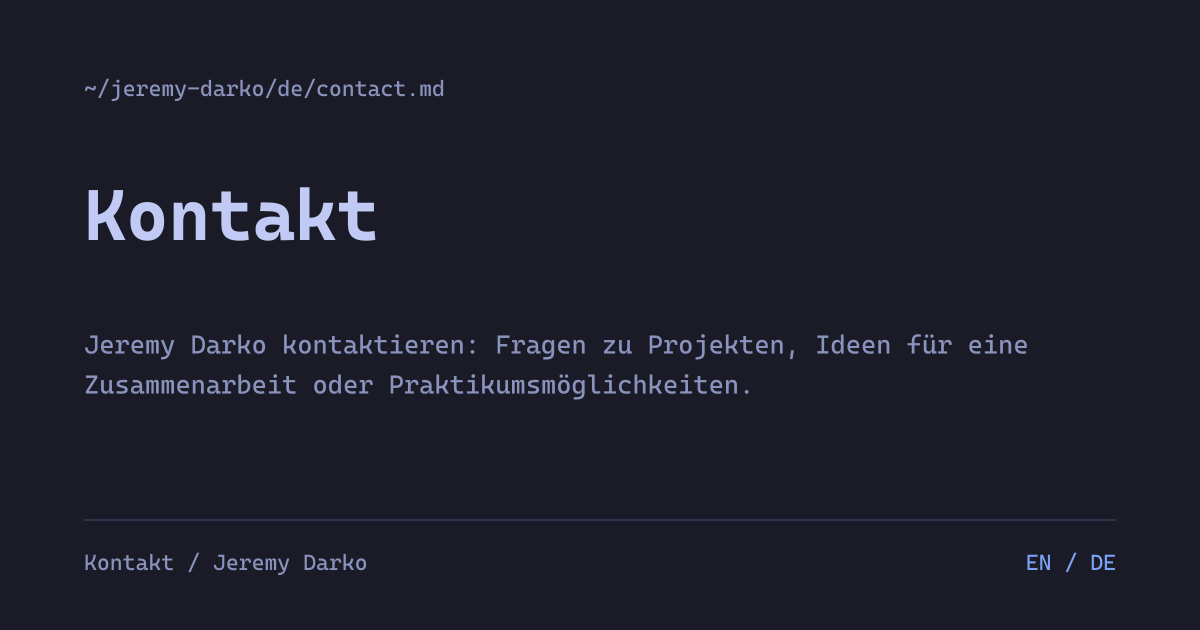 ~/jeremy-darko/de/contact.md
Kontakt
Jeremy Darko kontaktieren: Fragen zu Projekten, Ideen für eine
Zusammenarbeit oder Praktikumsmöglichkeiten.
Kontakt / Jeremy Darko
EN / DE